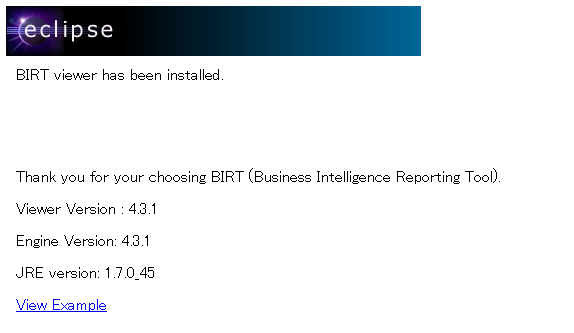 eclipse
BIRT viewer has been installed.
Thank you for your choosing BIRT (Business Intelligence Reporting Tool).
Viewer Version : 4.3.1
Engine Version: 4.3.1
JRE version: 1.7.0_45
View Example